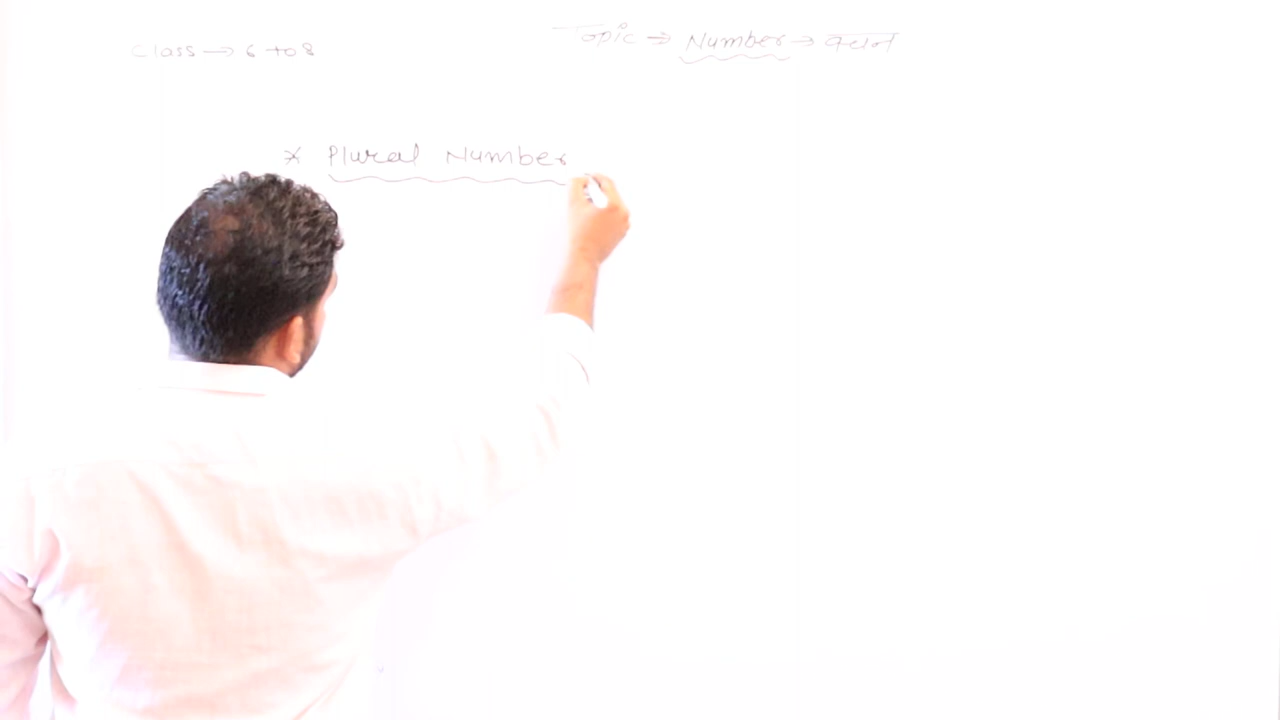 Class → 6 to 8
Topic → Number → वचन
* Plural Number